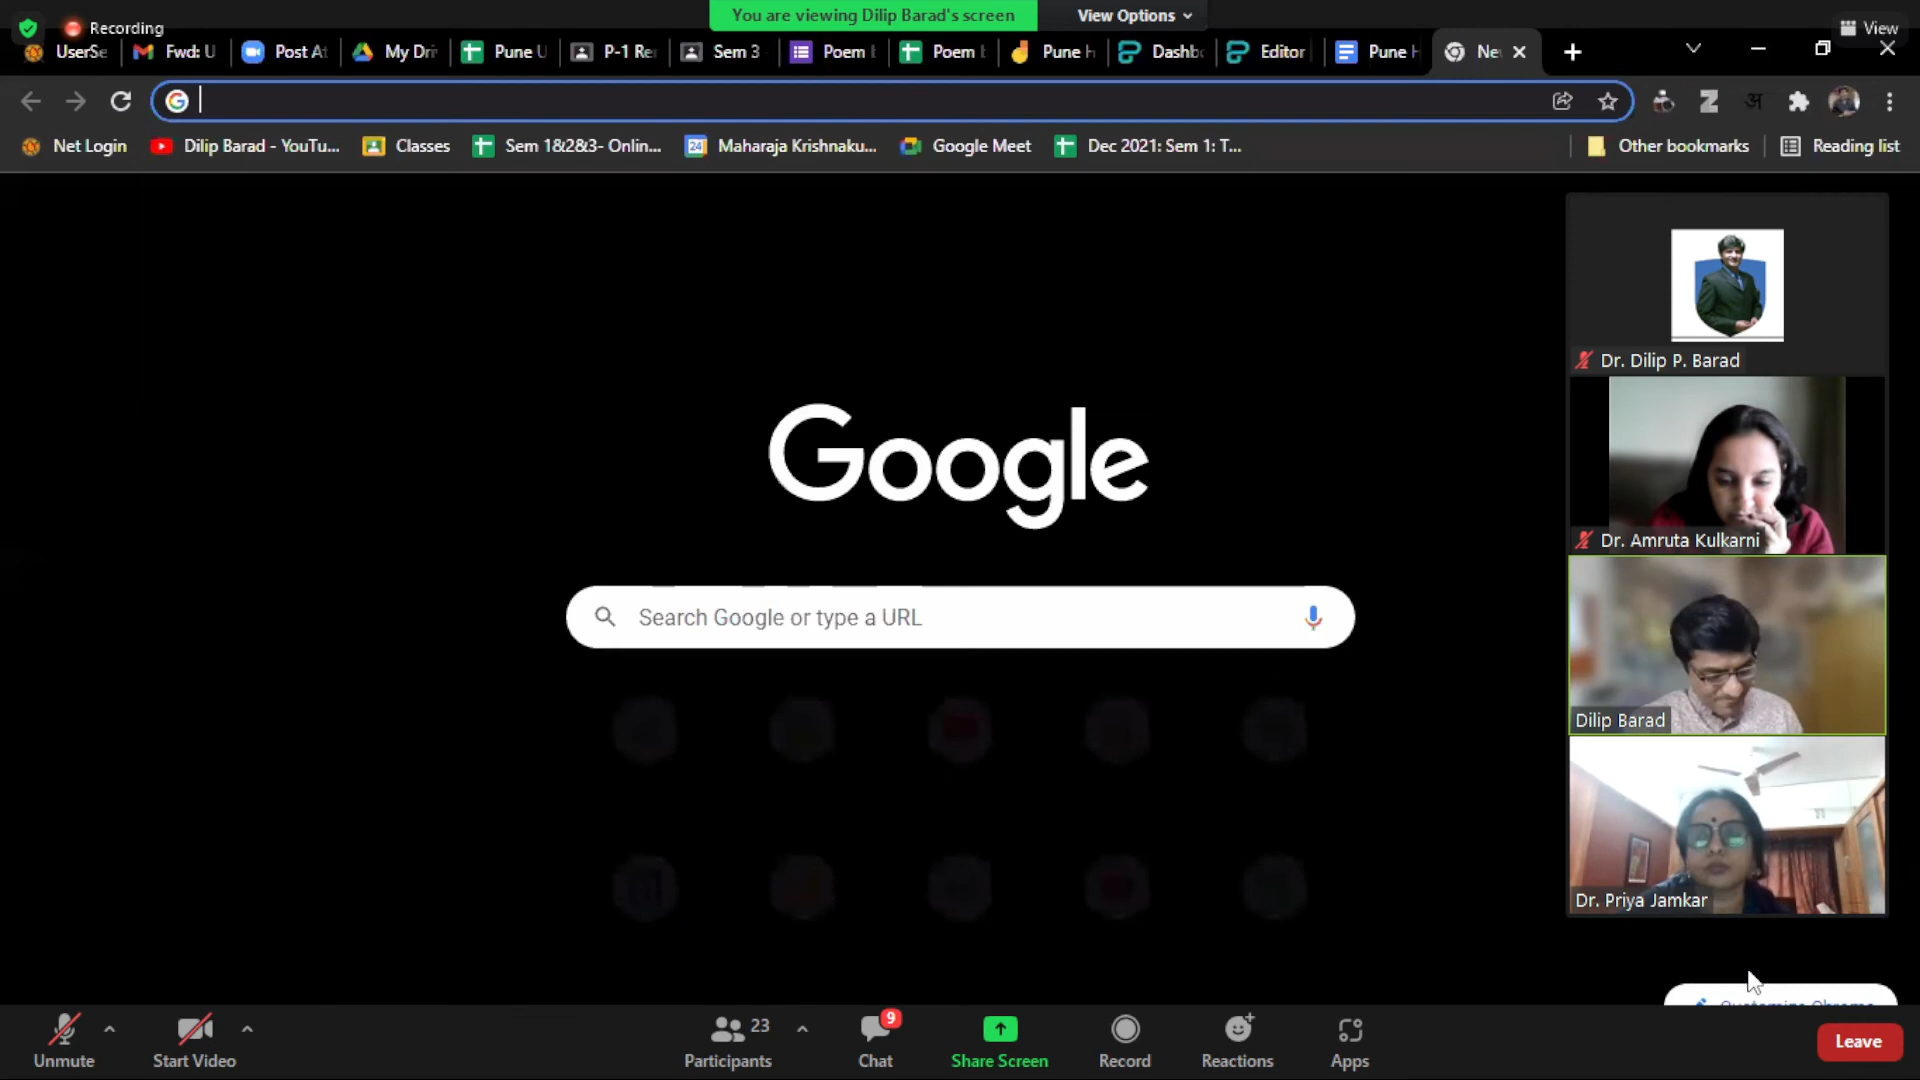 Recording
You are viewing Dilip Barad's screen
View Options
View
UserSe
Fwd: U
Post At
My Dri
Pune U
P-1 Re
Sem 3
Poem
Poem
Pune H
Dashb
Editor
Pune H
Ne
Net Login
Dilip Barad - YouTu...
Classes
Sem 1&2&3- Onlin...
Maharaja Krishnaku...
Google Meet
Dec 2021: Sem 1: T...
Other bookmarks
Reading list
Google
Search Google or type a URL
Dr. Dilip P. Barad
Dr. Amruta Kulkarni
Dilip Barad
Dr. Priya Jamkar
Customize Chrome
Unmute
Start Video
23
Participants
9
Chat
Share Screen
Record
Reactions
Apps
Leave